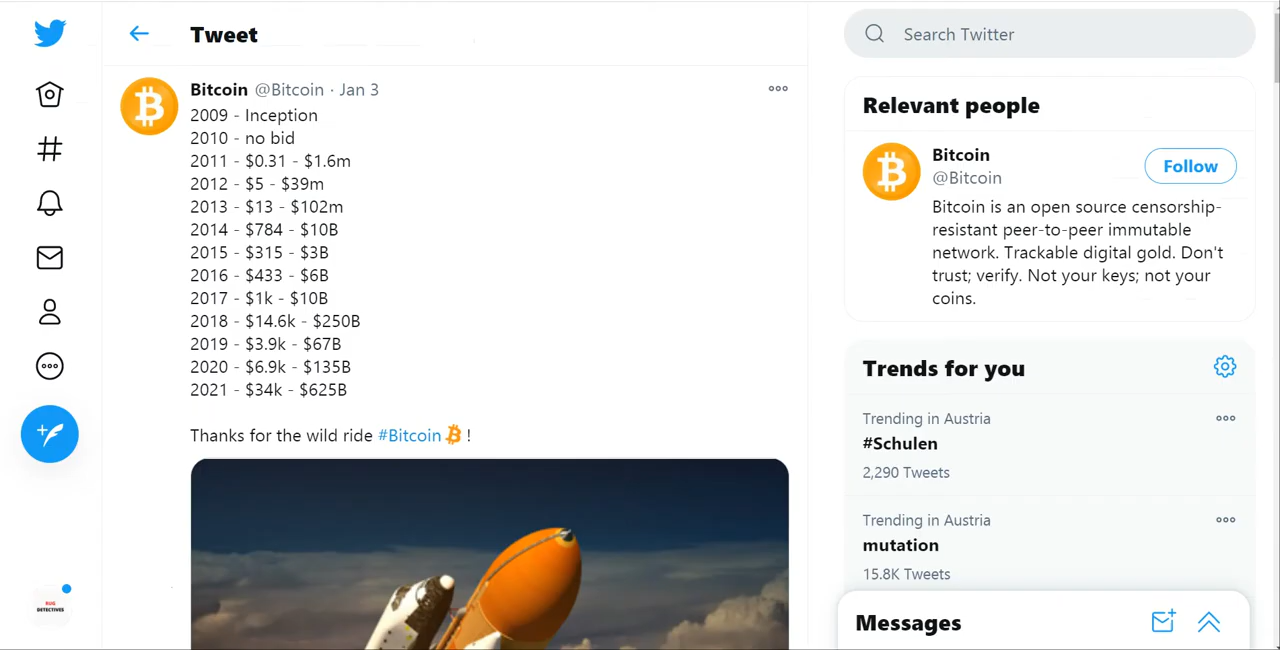 Tweet
Bitcoin @Bitcoin · Jan 3
2009 - Inception
2010 - no bid
2011 - $0.31 - $1.6m
2012 - $5 - $39m
2013 - $13 - $102m
2014 - $784 - $10B
2015 - $315 - $3B
2016 - $433 - $6B
2017 - $1k - $10B
2018 - $14.6k - $250B
2019 - $3.9k - $67B
2020 - $6.9k - $135B
2021 - $34k - $625B
Thanks for the wild ride #Bitcoin !
Search Twitter
Relevant people
Bitcoin
@Bitcoin
Follow
Bitcoin is an open source censorship-
resistant peer-to-peer immutable
network. Trackable digital gold. Don't
trust; verify. Not your keys; not your
coins.
Trends for you
Trending in Austria
#Schulen
2,290 Tweets
Trending in Austria
mutation
15.8K Tweets
Messages
DETECTIVES